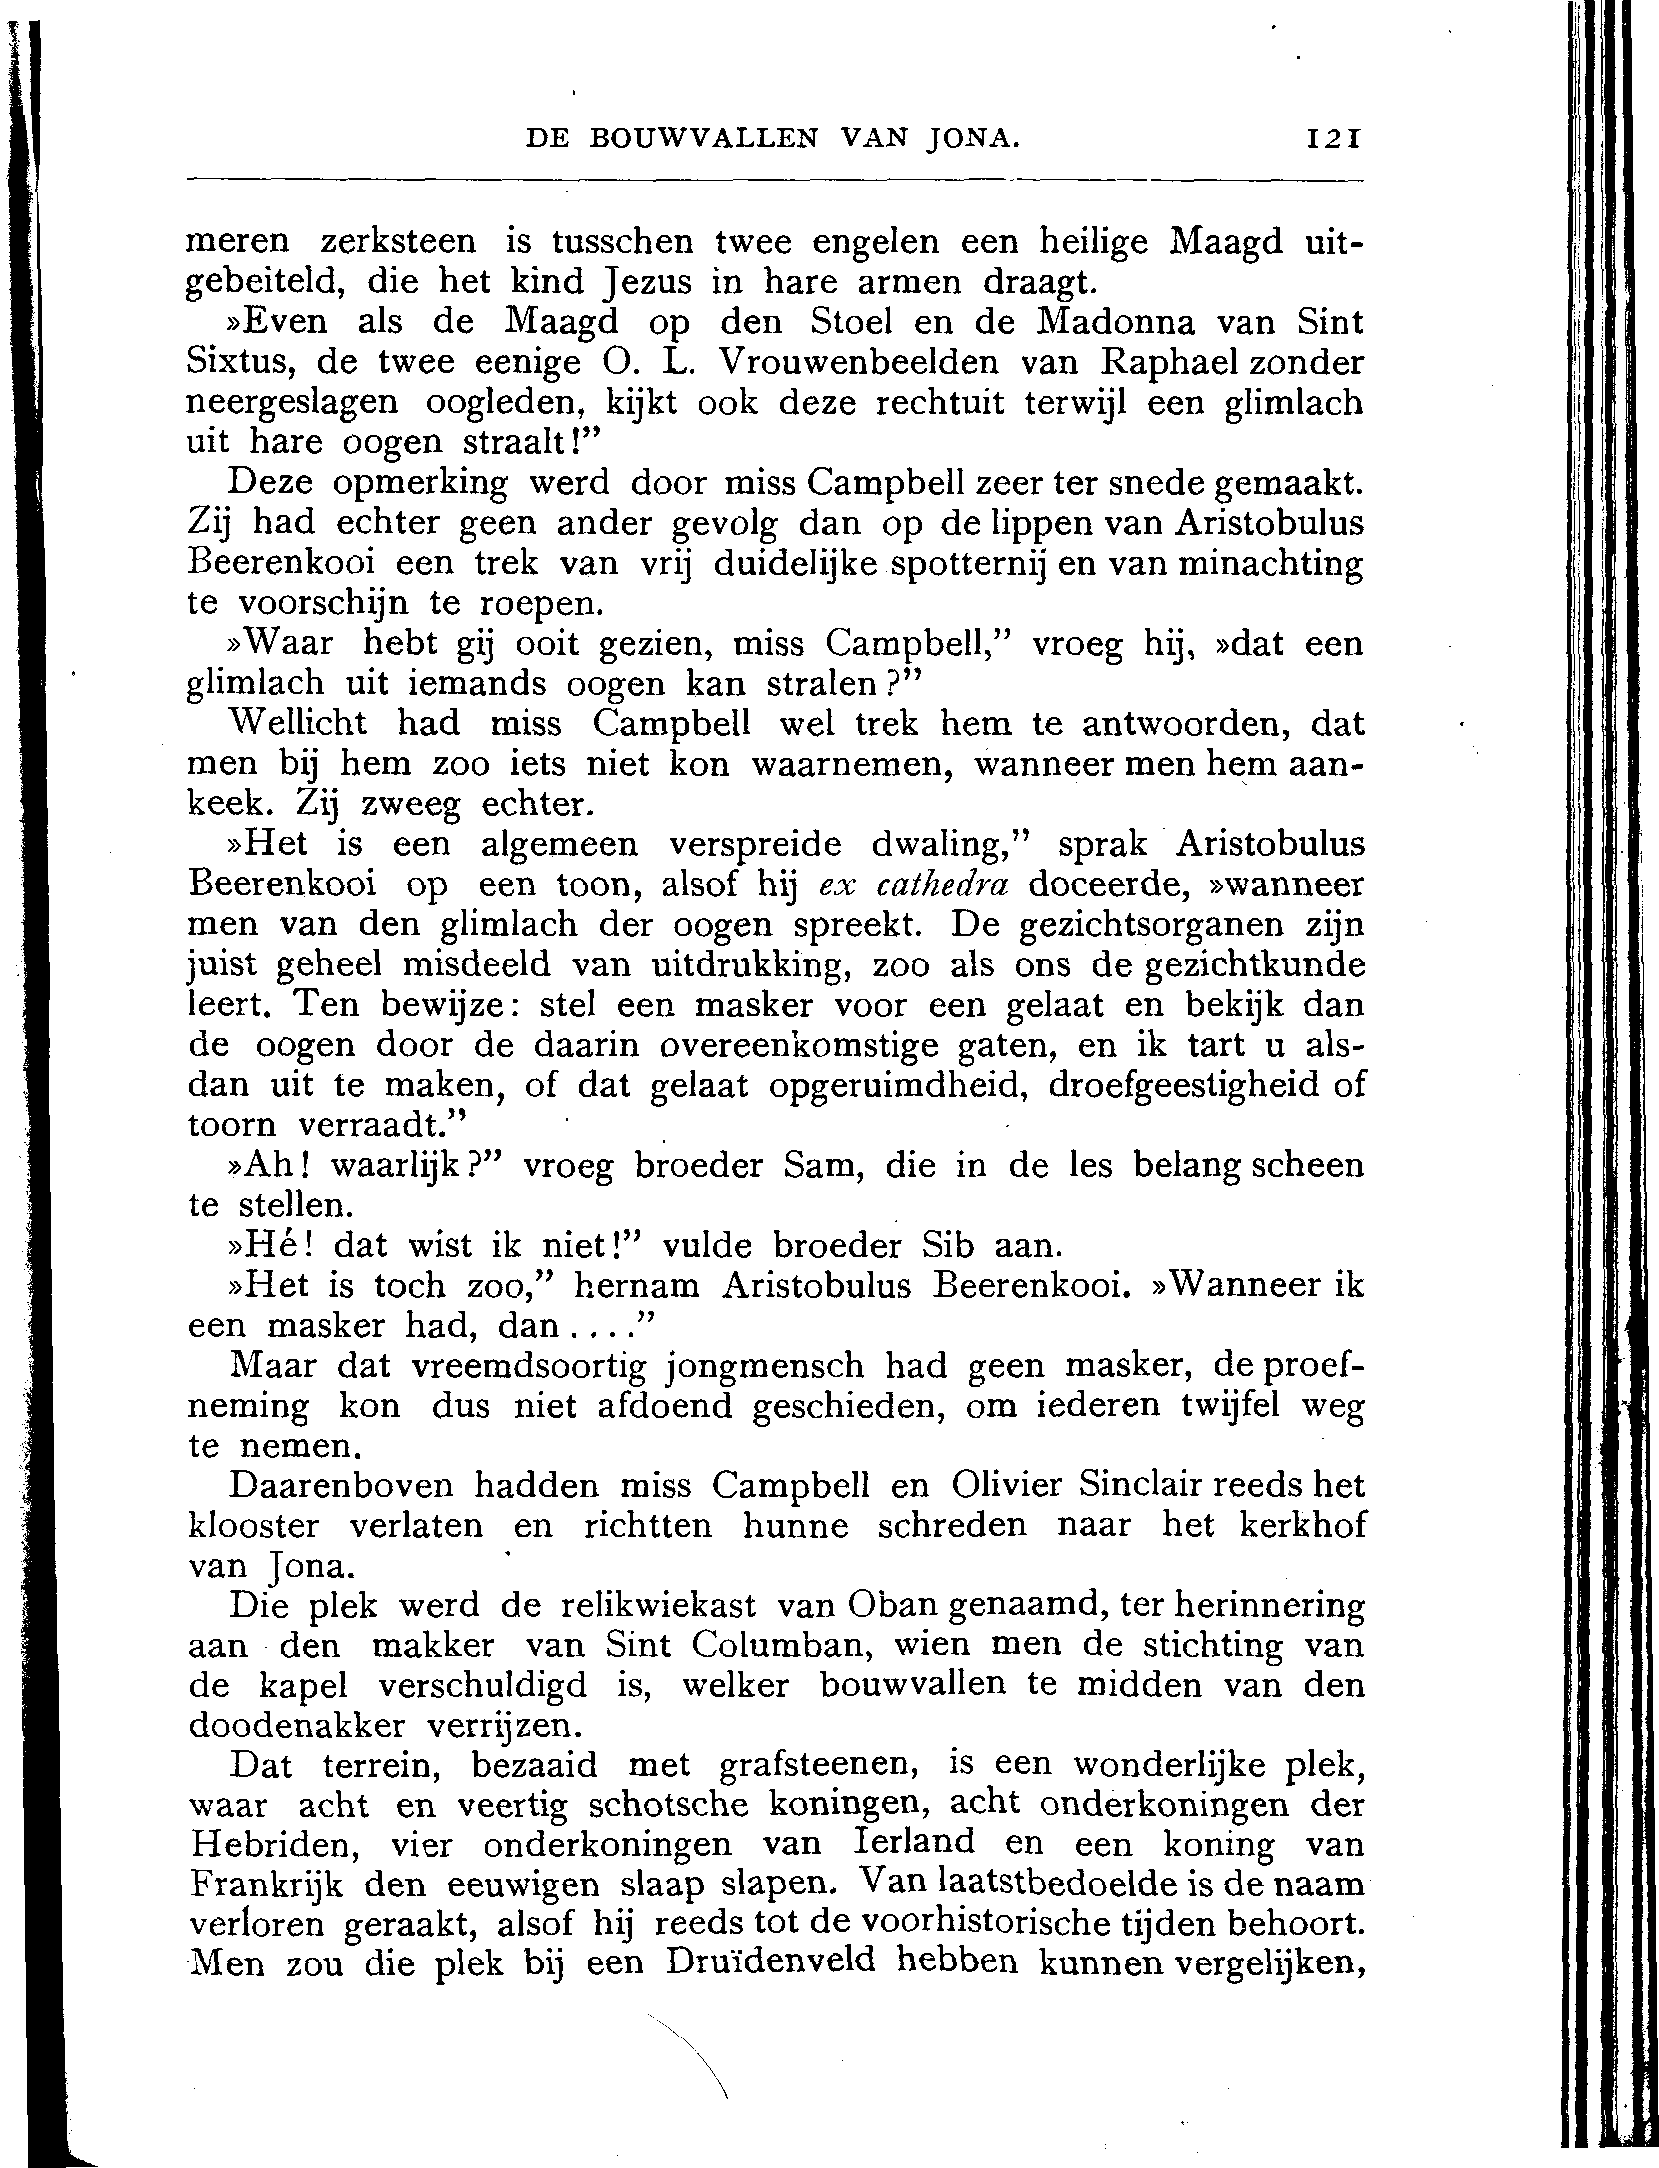 DE BOUWVALLEN VAN JONA. 121
meren zerksteen is tusschen twee engelen een heilige Maagd uit-
gebeiteld, die het kind Jezus in hare armen draagt.
»Even als de Maagd op den Stoel en de Madonna van Sint
Sixtus, de twee eenige O. L. Vrouwenbeelden van Raphael zonder
neergeslagen oogleden, kijkt ook deze rechtuit terwijl een glimlach
uit hare oogen straalt!”
Deze opmerking werd door miss Campbell zeer ter snede gemaakt.
Zij had echter geen ander gevolg dan op de lippen van Aristobulus
Beerenkooi een trek van vrij duidelijke spotternij en van minachting
te voorschijn te roepen.
»Waar hebt gij ooit gezien, miss Campbell,” vroeg hij, »dat een
glimlach uit iemands oogen kan stralen?”
Wellicht had miss Campbell wel trek hem te antwoorden, dat
men bij hem zoo iets niet kon waarnemen, wanneer men hem aan-
keek. Zij zweeg echter.
»Het is een algemeen verspreide dwaling,” sprak Aristobulus
Beerenkooi op een toon, alsof hij ex cathedra doceerde, »wanneer
men van den glimlach der oogen spreekt. De gezichtsorganen zijn
juist geheel misdeeld van uitdrukking, zoo als ons de gezichtkunde
leert. Ten bewijze: stel een masker voor een gelaat en bekijk dan
de oogen door de daarin overeenkomstige gaten, en ik tart u als-
dan uit te maken, of dat gelaat opgeruimdheid, droefgeestigheid of
toorn verraadt.”
»Ah! waarlijk?” vroeg broeder Sam, die in de les belang scheen
te stellen.
»Hé! dat wist ik niet!” vulde broeder Sib aan.
»Het is toch zoo,” hernam Aristobulus Beerenkooi. »Wanneer ik
een masker had, dan....”
Maar dat vreemdsoortig jongmensch had geen masker, de proef-
neming kon dus niet afdoend geschieden, om iederen twijfel weg
te nemen.
Daarenboven hadden miss Campbell en Olivier Sinclair reeds het
klooster verlaten en richtten hunne schreden naar het kerkhof
van Jona.
Die plek werd de relikwiekast van Oban genaamd, ter herinnering
aan den makker van Sint Columban, wien men de stichting van
de kapel verschuldigd is, welker bouwvallen te midden van den
doodenakker verrijzen.
Dat terrein, bezaaid met grafsteenen, is een wonderlijke plek,
waar acht en veertig schotsche koningen, acht onderkoningen der
Hebriden, vier onderkoningen van Ierland en een koning van
Frankrijk den eeuwigen slaap slapen. Van laatstbedoelde is de naam
verloren geraakt, alsof hij reeds tot de voorhistorische tijden behoort.
Men zou die plek bij een Druïdenveld hebben kunnen vergelijken,